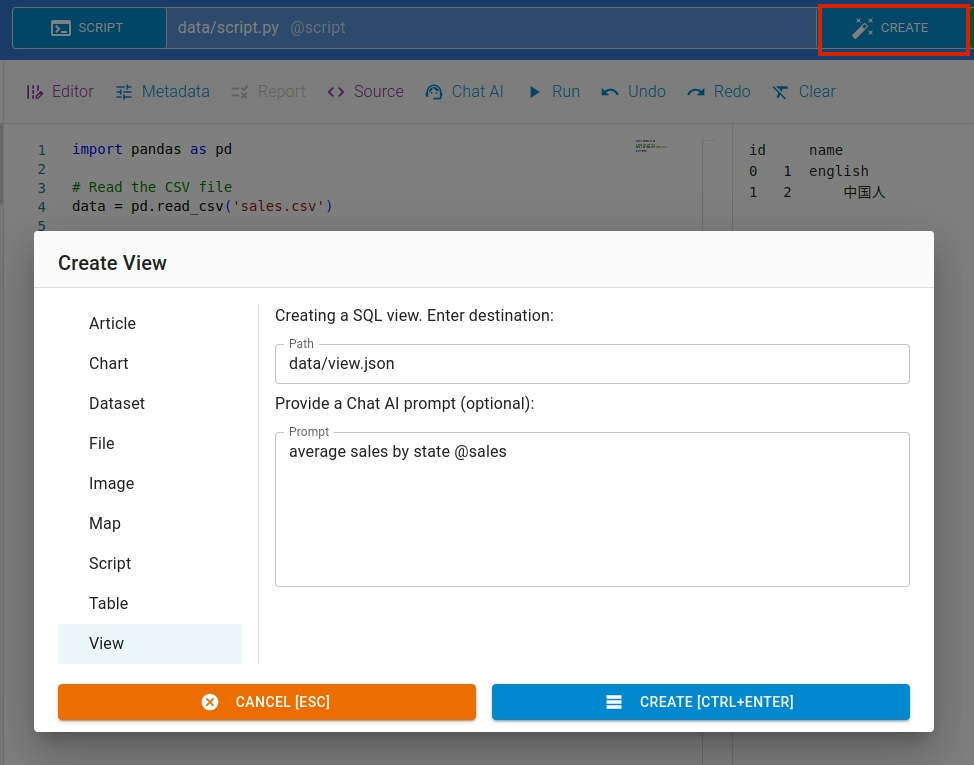 SCRIPT data/script.py @script CREATE
Editor Metadata Report Source Chat AI Run Undo Redo Clear
1 import pandas as pd
2
3 # Read the CSV file
4 data = pd.read_csv('sales.csv')
5
id name
0 1 english
1 2 中国人
Create View
Article
Chart
Dataset
File
Image
Map
Script
Table
View
Creating a SQL view. Enter destination:
Path
data/view.json
Provide a Chat AI prompt (optional):
Prompt
average sales by state @sales
CANCEL [ESC]
CREATE [CTRL+ENTER]